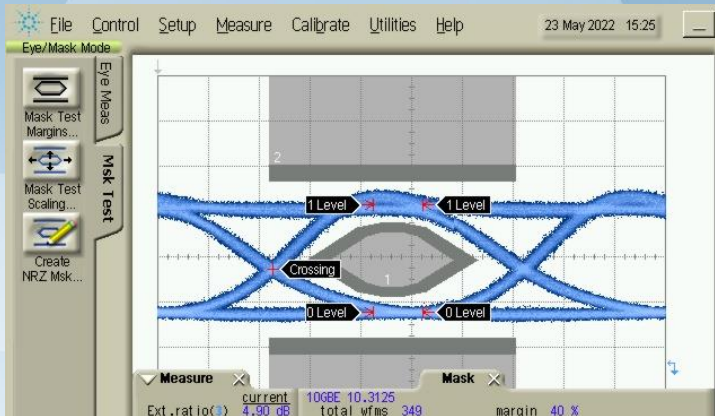 File Control Setup Measure Calibrate Utilities Help 23 May 2022 15:25
Eye/Mask Mode
Eye Meas
Msk Test
Mask Test
Margins...
Mask Test
Scaling...
Create
NRZ Msk...
2
1 Level 1 Level
Crossing
1
0 Level 0 Level
Measure Mask
current 10GBE 10.3125
Ext.ratio(3) 4.90 dB total wfms 349 margin 40 %